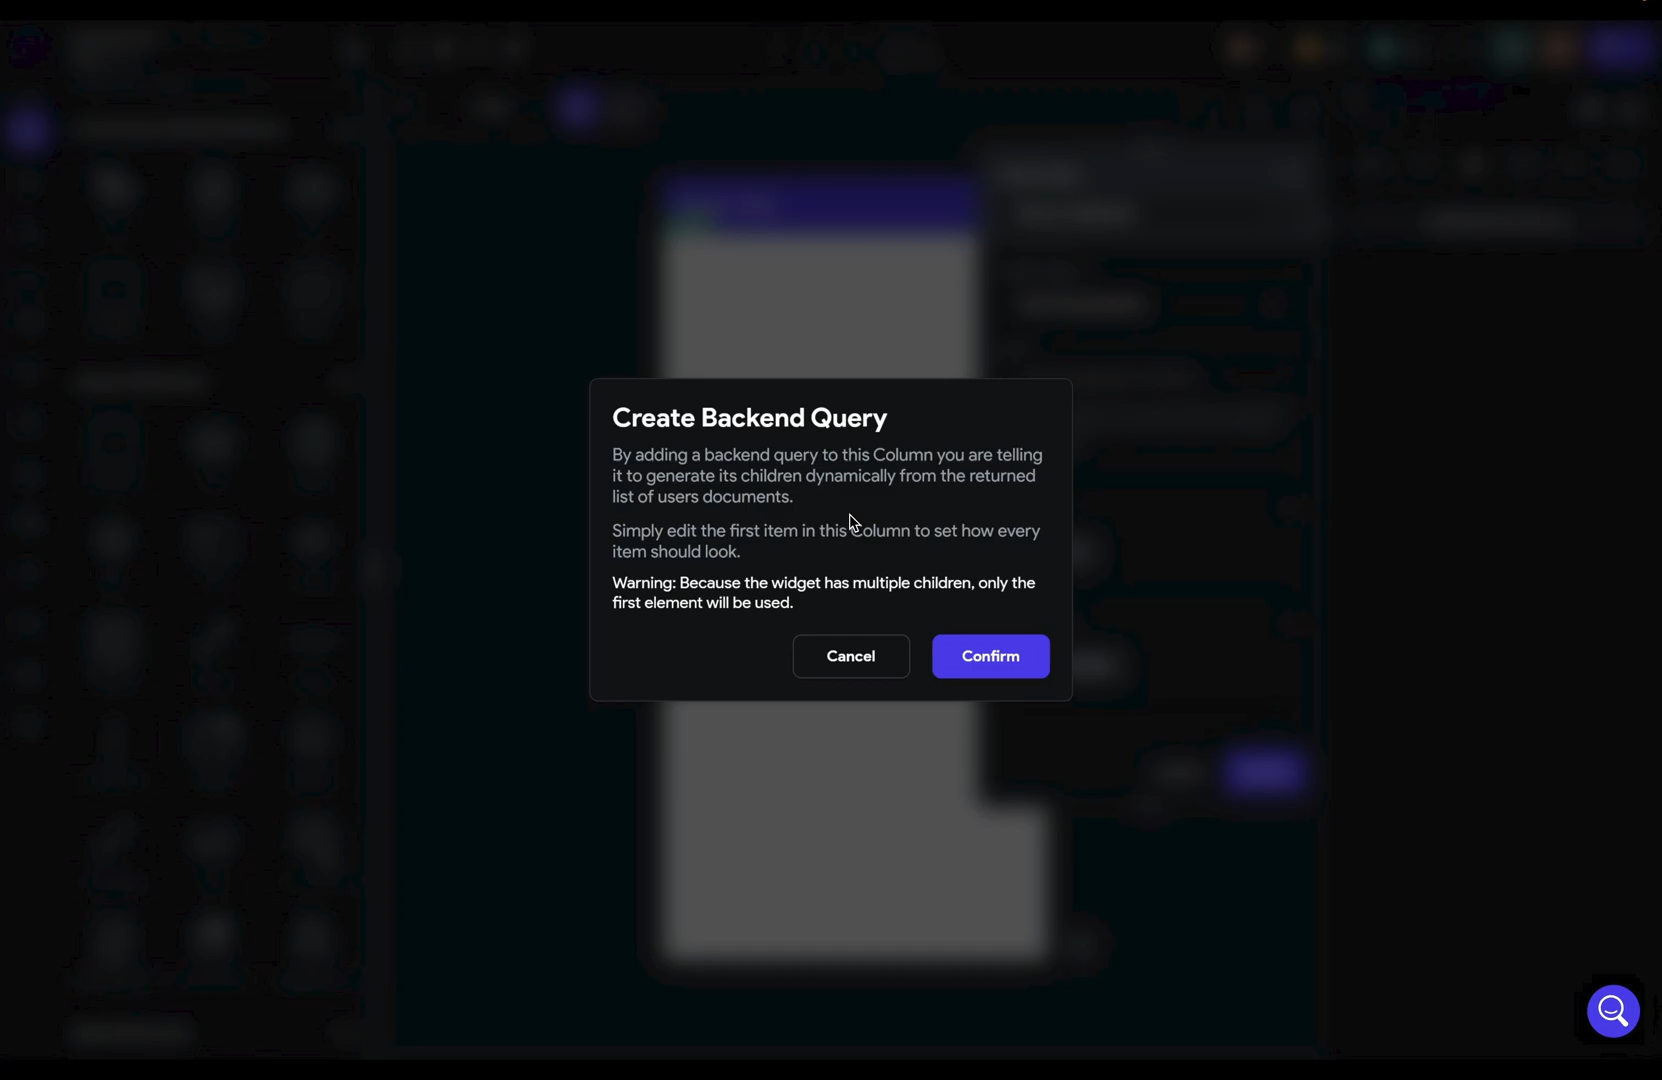 Create Backend Query
By adding a backend query to this Column you are telling
it to generate its children dynamically from the returned
list of users documents.
Simply edit the first item in this Column to set how every
item should look.
Warning: Because the widget has multiple children, only the
first element will be used.
Cancel
Confirm